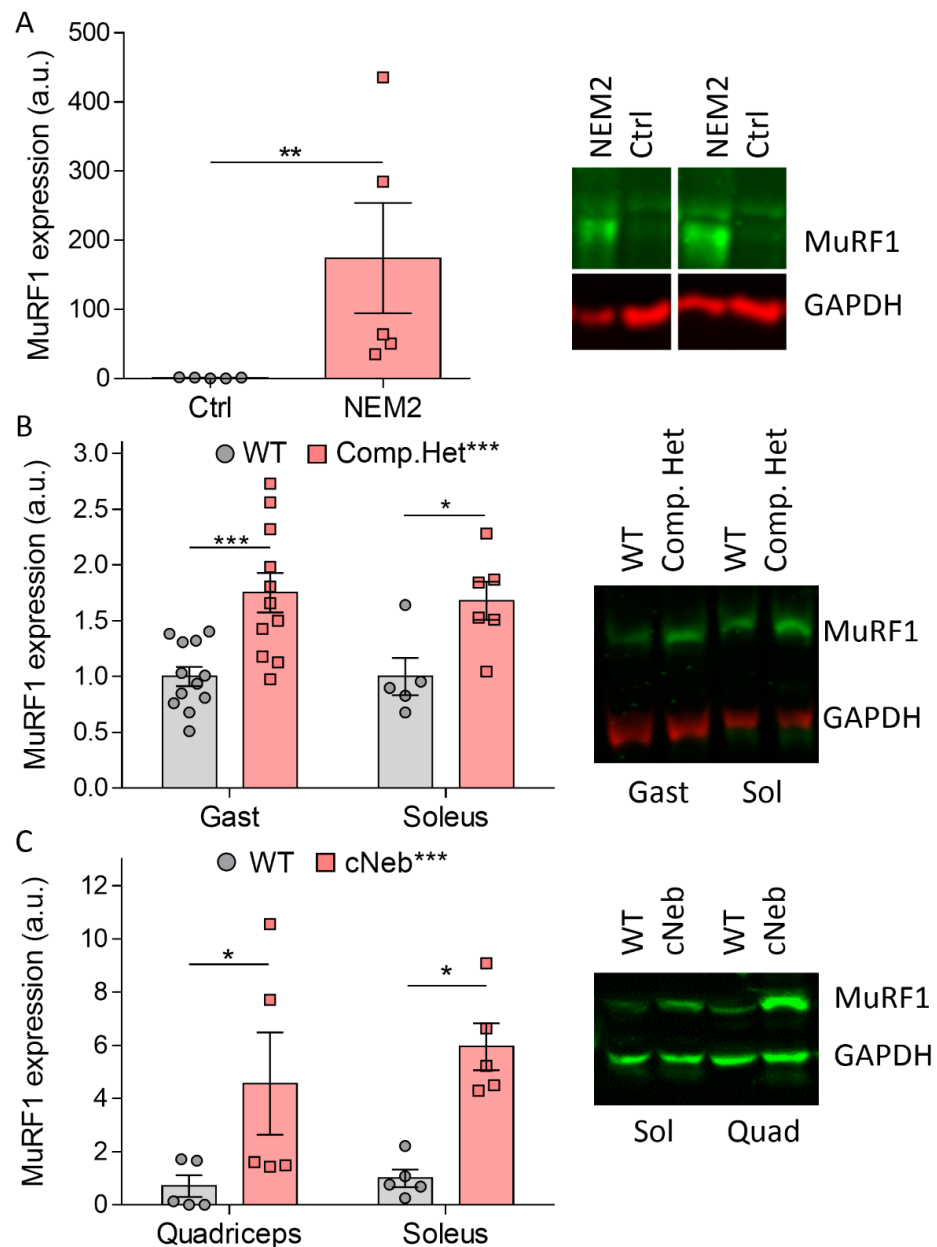 A
MuRF1 expression (a.u.)
500
400
300
200
100
0
**
Ctrl
NEM2
NEM2
Ctrl
NEM2
Ctrl
MuRF1
GAPDH
B
WT
Comp.Het***
MuRF1 expression (a.u.)
3.0
2.5
2.0
1.5
1.0
0.5
0.0
***
*
Gast
Soleus
WT
Comp. Het
WT
Comp. Het
MuRF1
GAPDH
Gast
Sol
C
WT
cNeb***
MuRF1 expression (a.u.)
12
10
8
6
4
2
0
*
*
Quadriceps
Soleus
WT
cNeb
WT
cNeb
MuRF1
GAPDH
Sol
Quad